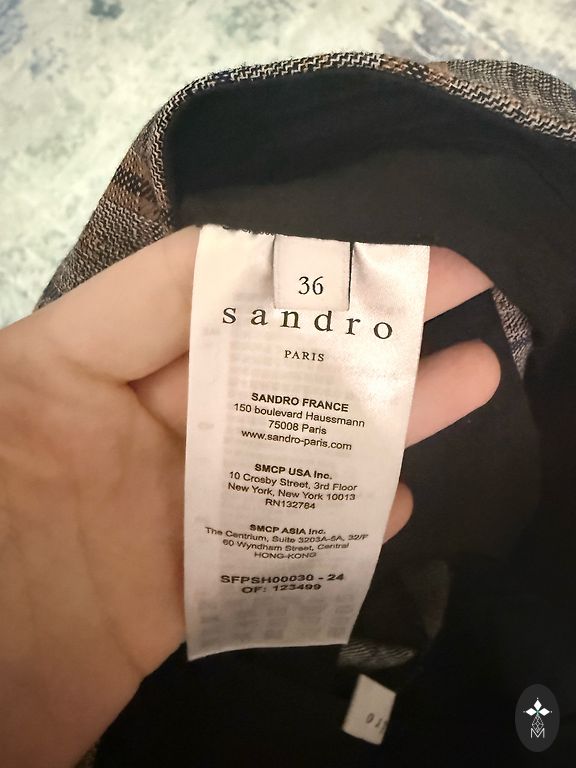 36
sandro
PARIS
SANDRO FRANCE
150 boulevard Haussmann
75008 Paris
www.sandro-paris.com
SMCP USA Inc.
10 Crosby Street, 3rd Floor
New York, New York 10013
RN132784
SMCP ASIA Inc.
The Centrium, Suite 3203A-5A, 32/F
60 Wyndham Street, Central
HONG-KONG
SFPSH00030 - 24
OF: 123499